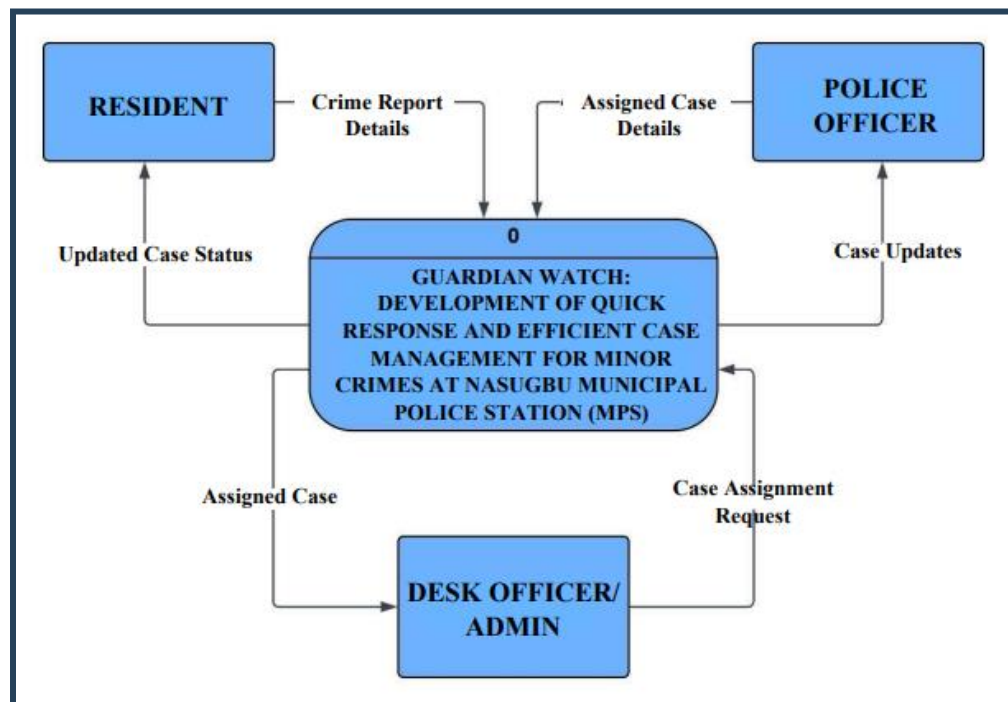 RESIDENT
Crime Report
Details
Assigned Case
Details
POLICE
OFFICER
Updated Case Status
0
GUARDIAN WATCH:
DEVELOPMENT OF QUICK
RESPONSE AND EFFICIENT CASE
MANAGEMENT FOR MINOR
CRIMES AT NASUGBU MUNICIPAL
POLICE STATION (MPS)
Case Updates
Assigned Case
Case Assignment
Request
DESK OFFICER/
ADMIN